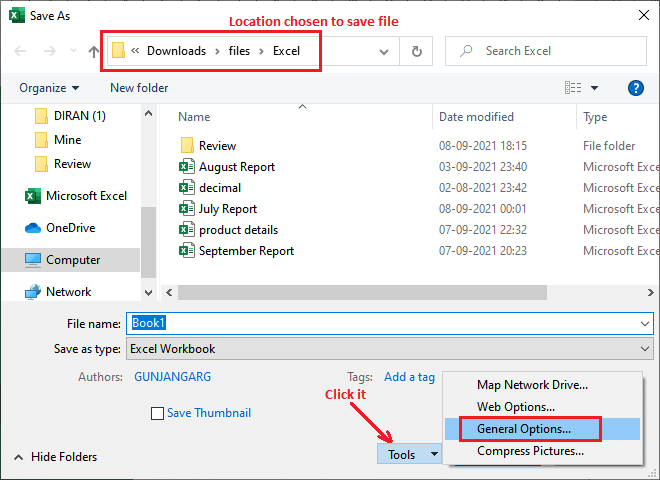 Save As
Location chosen to save file
« Downloads > files > Excel
Search Excel
Organize
New folder
?
DIRAN (1)
Mine
Review
Microsoft Excel
OneDrive
Computer
Network
Name Date modified Type
Review 08-09-2021 18:15 File folder
August Report 03-09-2021 23:40 Microsoft Exce
decimal 02-08-2021 23:42 Microsoft Exce
July Report 08-09-2021 00:01 Microsoft Exce
product details 07-09-2021 22:32 Microsoft Exce
September Report 07-09-2021 20:23 Microsoft Exce
File name: Book1
Save as type: Excel Workbook
Authors: GUNJANGARG Tags: Add a tag
Click it
Save Thumbnail
Map Network Drive...
Web Options...
General Options...
Compress Pictures...
Hide Folders
Tools